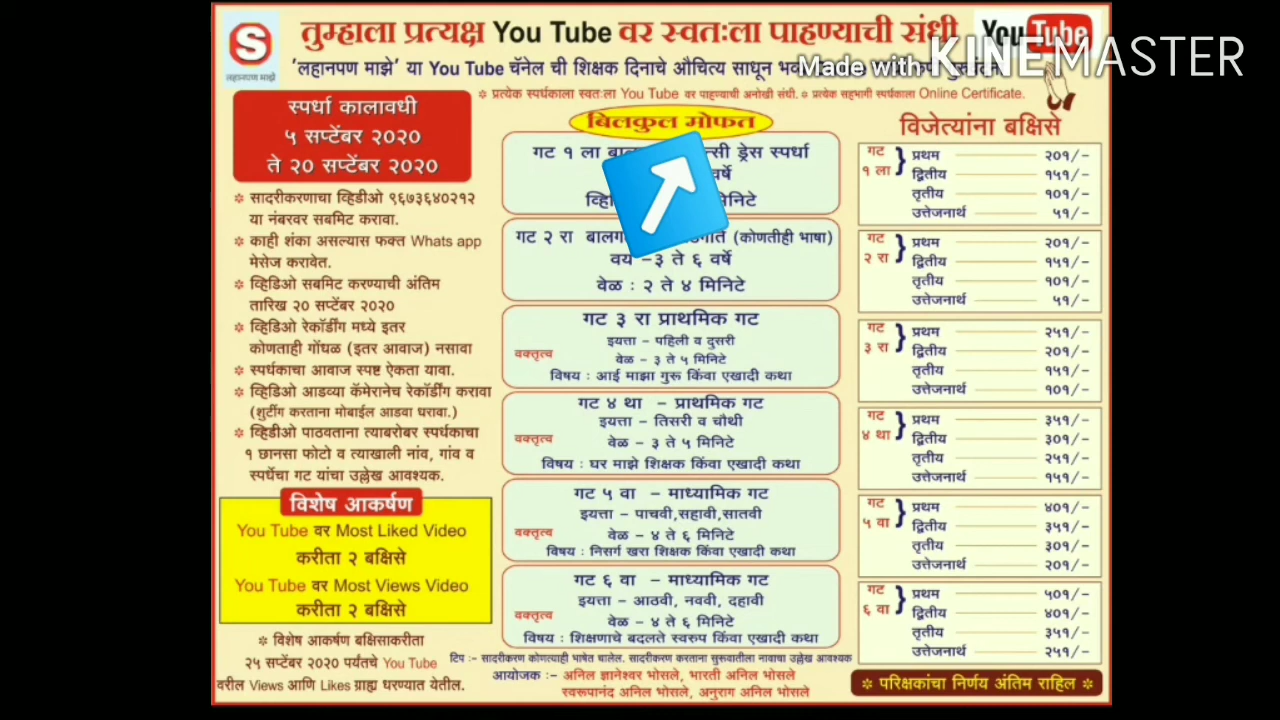 तुम्हाला प्रत्यक्ष You Tube वर स्वतःला पाहण्याची संधी
You Tube
Made with KINEMASTER
S
लहानपण माझे
'लहानपण माझे' या You Tube चॅनेल ची शिक्षक दिनाचे औचित्य साधून
✽ प्रत्येक स्पर्धकाला स्वतःला You Tube वर पाहण्याची अनोखी संधी. ✽ प्रत्येक सहभागी स्पर्धकाला Online Certificate.
स्पर्धा कालावधी
५ सप्टेंबर २०२०
ते २० सप्टेंबर २०२०
✽ सादरीकरणाचा व्हिडीओ ९६७३६४०२१२
या नंबरवर सबमिट करावा.
✽ काही शंका असल्यास फक्त Whats app
मेसेज करावेत.
✽ व्हिडिओ सबमिट करण्याची अंतिम
तारिख २० सप्टेंबर २०२०
✽ व्हिडिओ रेकॉर्डींग मध्ये इतर
कोणताही गोंधळ (इतर आवाज) नसावा
✽ स्पर्धकाचा आवाज स्पष्ट ऐकता यावा.
✽ व्हिडिओ आडव्या कॅमेरानेच रेकॉर्डींग करावा
(शुटींग करताना मोबाईल आडवा धरावा.)
✽ व्हिडीओ पाठवताना त्याबरोबर स्पर्धकाचा
१ छानसा फोटो व त्याखाली नांव, गांव व
स्पर्धेचा गट यांचा उल्लेख आवश्यक.
विशेष आकर्षण
You Tube वर Most Liked Video
करीता २ बक्षिसे
You Tube वर Most Views Video
करीता २ बक्षिसे
✽ विशेष आकर्षण बक्षिसाकरीता
२५ सप्टेंबर २०२० पर्यंतचे You Tube
वरील Views आणि Likes ग्राह्य धरण्यात येतील.
बिलकुल मोफत
गट १ ला ड्रेस स्पर्धा
वर्षे
गट २ रा (कोणतीही भाषा)
वय –३ ते ६ वर्षे
वेळ : २ ते ४ मिनिटे
गट ३ रा प्राथमिक गट
इयत्ता – पहिली व दुसरी
वक्तृत्व वेळ – ३ ते ५ मिनिटे
विषय : आई माझा गुरू किंवा एखादी कथा
गट ४ था – प्राथमिक गट
इयत्ता – तिसरी व चौथी
वक्तृत्व वेळ – ३ ते ५ मिनिटे
विषय : घर माझे शिक्षक किंवा एखादी कथा
गट ५ वा – माध्यामिक गट
इयत्ता – पाचवी,सहावी,सातवी
वक्तृत्व वेळ – ४ ते ६ मिनिटे
विषय : निसर्ग खरा शिक्षक किंवा एखादी कथा
गट ६ वा – माध्यामिक गट
इयत्ता – आठवी, नववी, दहावी
वक्तृत्व वेळ – ४ ते ६ मिनिटे
विषय : शिक्षणाचे बदलते स्वरुप किंवा एखादी कथा
टिप :– सादरीकरण कोणत्याही भाषेत चालेल. सादरीकरण करताना सुरूवातीला नावाचा उल्लेख आवश्यक
आयोजक :– अनिल ज्ञानेश्वर भोसले, भारती अनिल भोसले
स्वरूपानंद अनिल भोसले, अनुराग अनिल भोसले
विजेत्यांना बक्षिसे
गट १ ला
प्रथम २०१/-
द्वितीय १५१/-
तृतीय १०१/-
उत्तेजनार्थ ५१/-
गट २ रा
प्रथम २०१/-
द्वितीय १५१/-
तृतीय १०१/-
उत्तेजनार्थ ५१/-
गट ३ रा
प्रथम २५१/-
द्वितीय २०१/-
तृतीय १५१/-
उत्तेजनार्थ १०१/-
गट ४ था
प्रथम ३५१/-
द्वितीय ३०१/-
तृतीय २५१/-
उत्तेजनार्थ १५१/-
गट ५ वा
प्रथम ४०१/-
द्वितीय ३५१/-
तृतीय ३०१/-
उत्तेजनार्थ २०१/-
गट ६ वा
प्रथम ५०१/-
द्वितीय ४०१/-
तृतीय ३५१/-
उत्तेजनार्थ २५१/-
✽ परिक्षकांचा निर्णय अंतिम राहिल ✽